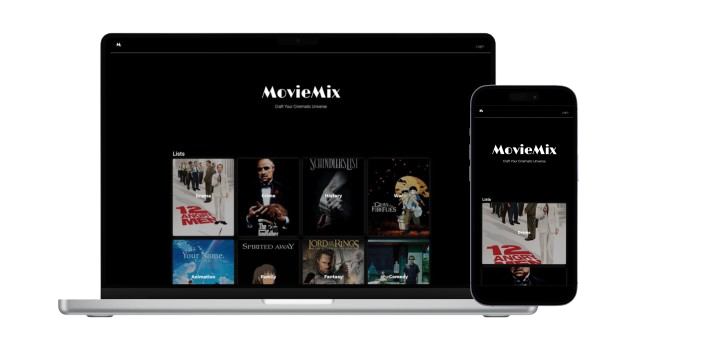 Login
MovieMix
Craft Your Cinematic Universe
Lists
Drama
12
ANGRY
MEN
Crime
The Godfather
SCHINDLER'S LIST
History
War
GRAVE OF THE
FIREFLIES
Your Name.
Animation
SPIRITED AWAY
Family
THE LORD OF THE RINGS
Fantasy
Comedy
Login
MovieMix
Craft Your Cinematic Universe
Lists
Drama
12
ANGRY
MEN